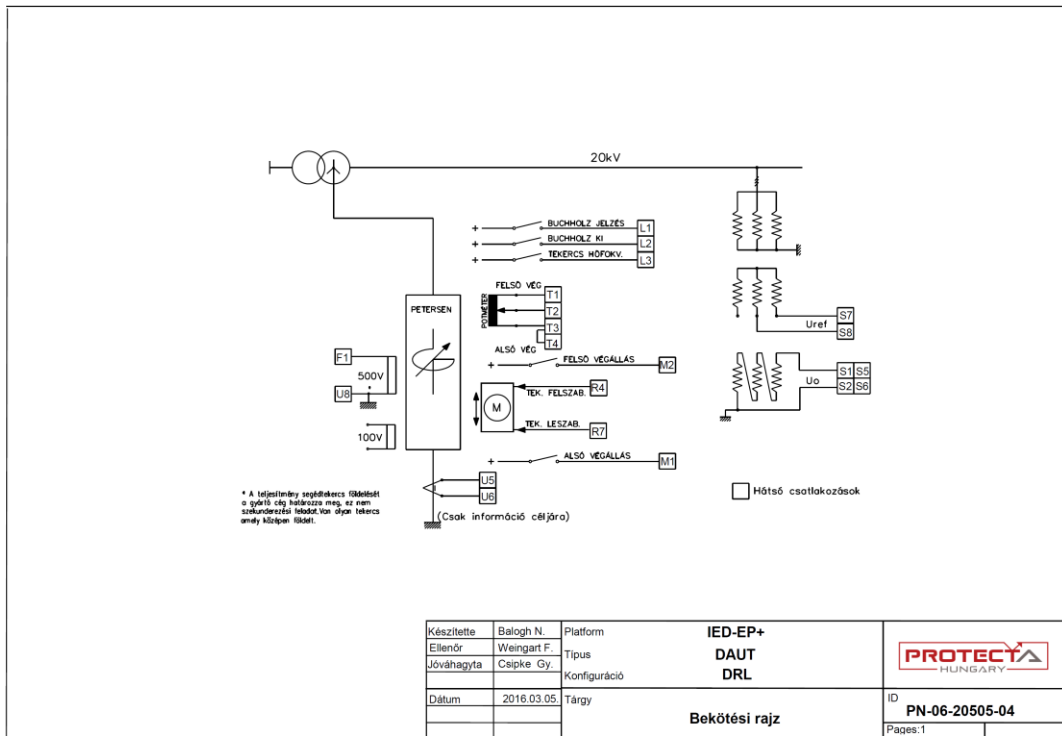 20kV
BUCHHOLZ JELZÉS
L1
BUCHHOLZ KI
L2
TEKERCS HŐFOKV.
L3
+
+
+
FELSŐ VÉG
POTMÉTER
T1
T2
T3
T4
ALSÓ VÉG
PETERSEN
F1
500V
*
U8
100V
+
FELSŐ VÉGÁLLÁS
M2
R4
TEK. FELSZAB.
M
TEK. LESZAB.
R7
+
ALSÓ VÉGÁLLÁS
M1
U5
U6
(Csak információ céljára)
S7
Uref
S8
S1 S5
Uo
S2 S6
Hátsó csatlakozások
* A teljesítmény segédtekercs földelését
a gyártó cég határozza meg, ez nem
szekunderezési feladat.Van olyan tekercs
amely középen földelt.
Készítette Balogh N.
Ellenőr Weingart F.
Jóváhagyta Csipke Gy.
Dátum 2016.03.05.
Platform IED-EP+
Típus DAUT
Konfiguráció DRL
Tárgy
Bekötési rajz
PROTECTA
HUNGARY
ID
PN-06-20505-04
Pages:1